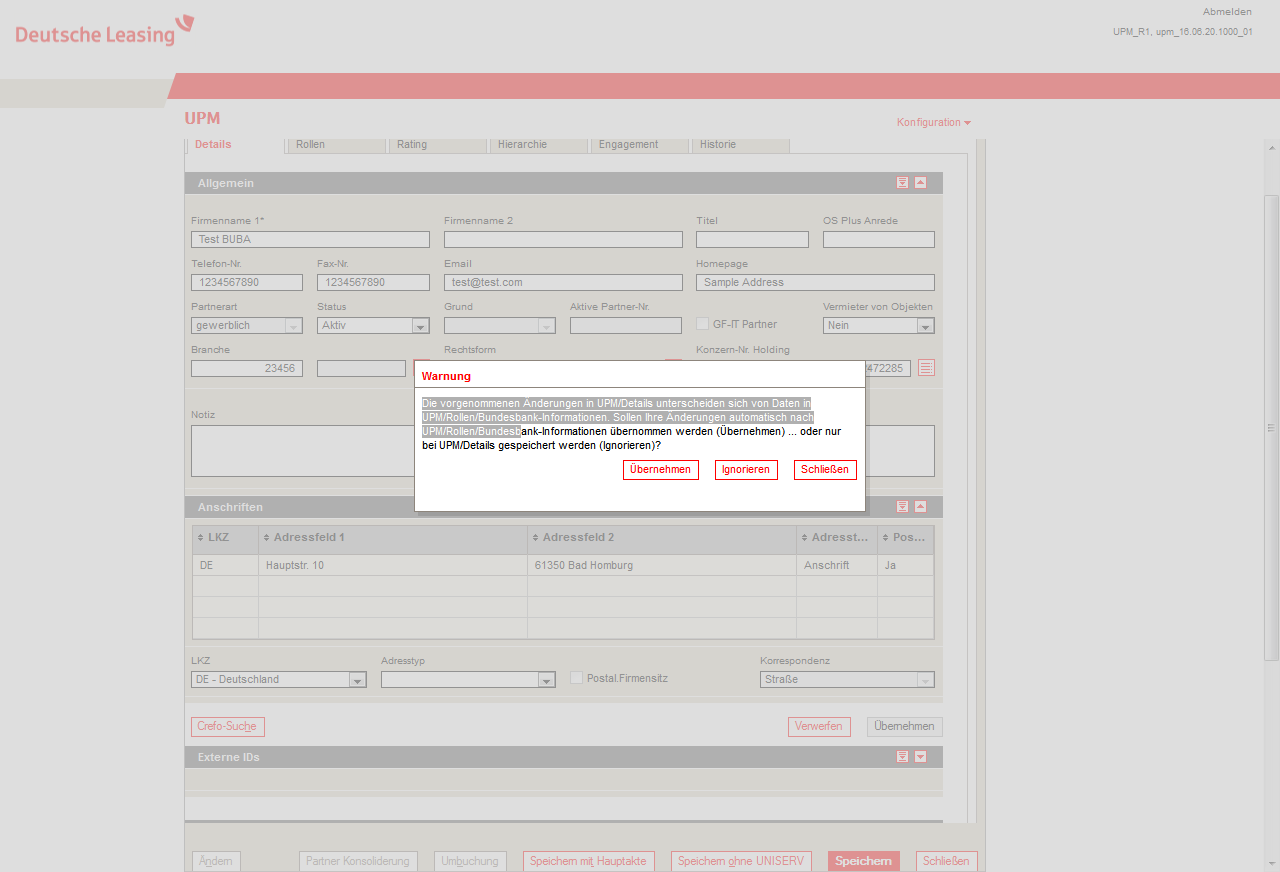 Deutsche Leasing
Abmelden
UPM_R1, upm_16.06.20.1000_01
UPM
Konfiguration
Details Rollen Rating Hierarchie Engagement Historie
Allgemein
Firmenname 1* Firmenname 2 Titel OS Plus Anrede
Test BUBA
Telefon-Nr. Fax-Nr. Email Homepage
1234567890 1234567890 test@test.com Sample Address
Partnerart Status Grund Aktive Partner-Nr. Vermieter von Objekten
gewerblich Aktiv GF-IT Partner Nein
Branche Rechtsform Konzern-Nr. Holding
23456 472285
Warnung
Die vorgenommenen Änderungen in UPM/Details unterscheiden sich von Daten in
UPM/Rollen/Bundesbank-Informationen. Sollen Ihre Änderungen automatisch nach
UPM/Rollen/Bundesbank-Informationen übernommen werden (Übernehmen) ... oder nur
bei UPM/Details gespeichert werden (Ignorieren)?
Übernehmen Ignorieren Schließen
Notiz
Anschriften
LKZ Adressfeld 1 Adressfeld 2 Adresst... Pos...
DE Hauptstr. 10 61350 Bad Homburg Anschrift Ja
LKZ Adresstyp Korrespondenz
DE - Deutschland Postal.Firmensitz Straße
Crefo-Suche Verwerfen Übernehmen
Externe IDs
Ändern Partner Konsolidierung Umbuchung Speichern mit Hauptakte Speichern ohne UNISERV Speichern Schließen